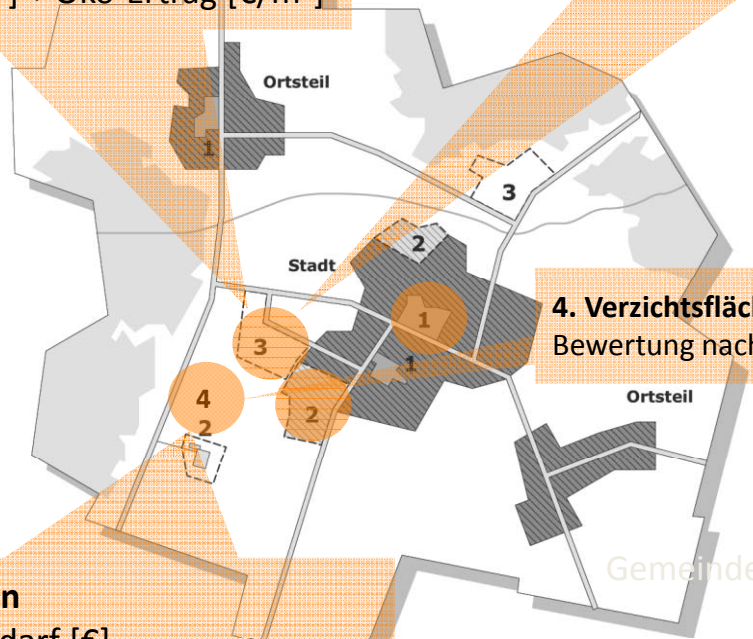 Öko-Ertrag [€/m²]
Ortsteil
1
3
2
Stadt
1
4. Verzichtsfläch
Bewertung nach
3
1
4
2
2
Ortsteil
Gemeinde
n
darf [€]